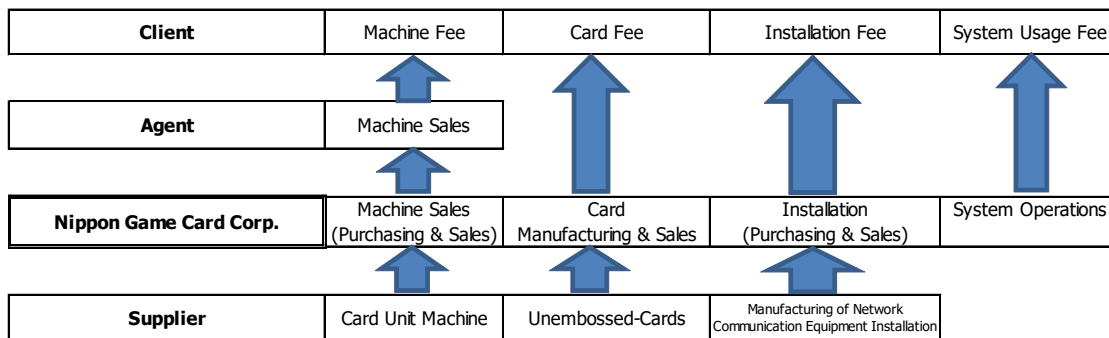 Client
Machine Fee
Card Fee
Installation Fee
System Usage Fee
Agent
Machine Sales
Nippon Game Card Corp.
Machine Sales
(Purchasing & Sales)
Card
Manufacturing & Sales
Installation
(Purchasing & Sales)
System Operations
Supplier
Card Unit Machine
Unembossed-Cards
Manufacturing of Network
Communication Equipment Installation